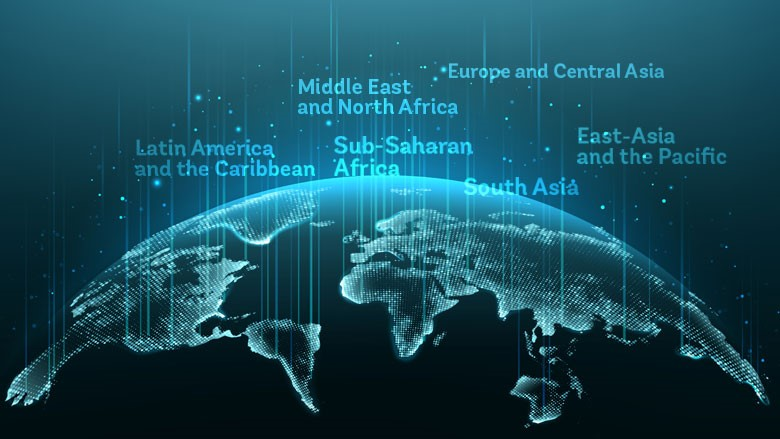 Europe and Central Asia
Middle East
and North Africa
Latin America
and the Caribbean
Sub-Saharan
Africa
East-Asia
and the Pacific
South Asia